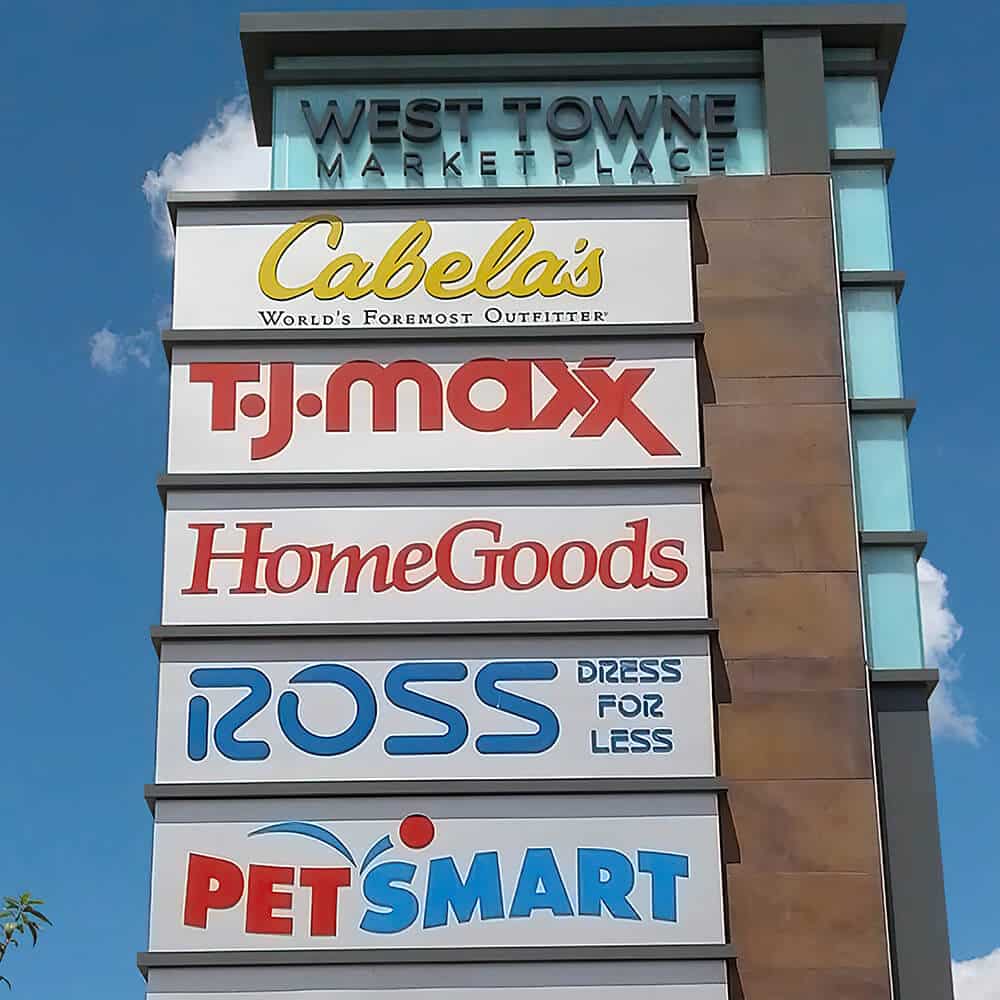 WEST TOWNE
MARKETPLACE
Cabela's
WORLD'S FOREMOST OUTFITTER
T·J·maxx
HomeGoods
ROSS
DRESS
FOR
LESS
PETSMART